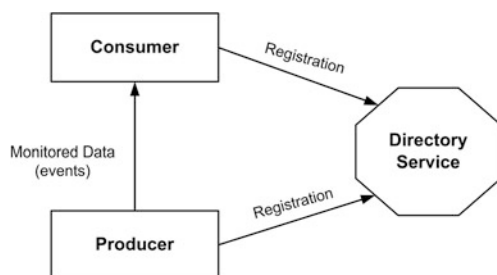 Consumer
Registration
Monitored Data
(events)
Directory
Service
Registration
Producer